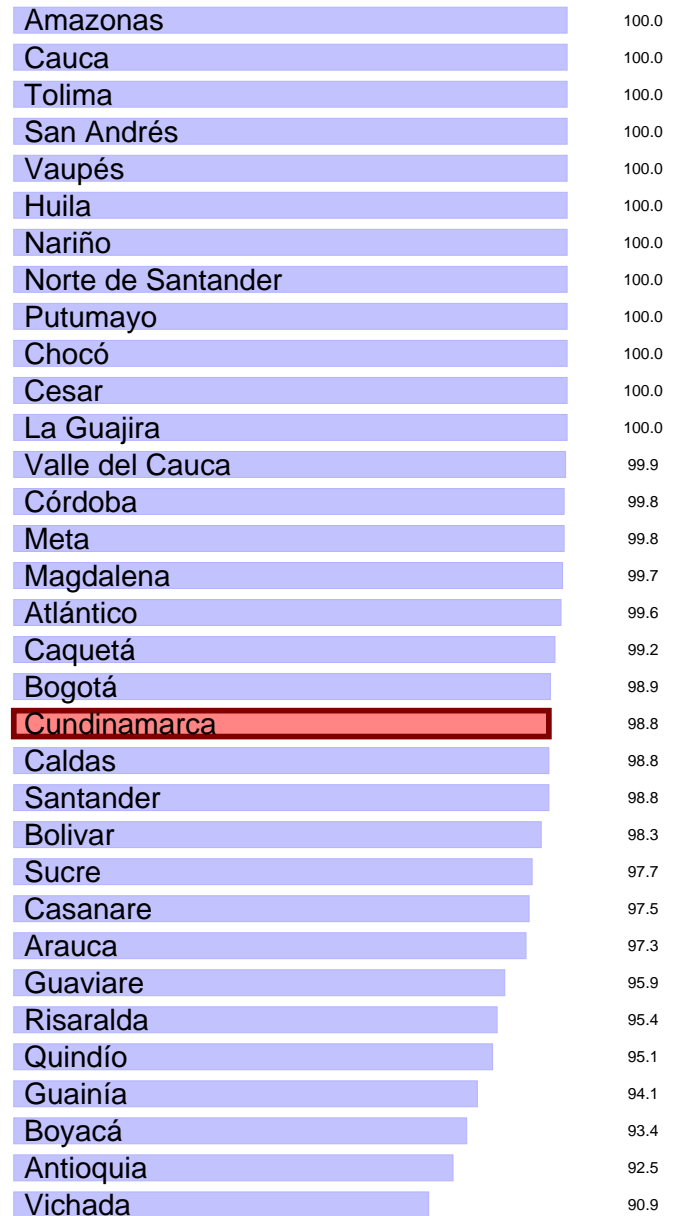 Amazonas 100.0
Cauca 100.0
Tolima 100.0
San Andrés 100.0
Vaupés 100.0
Huila 100.0
Nariño 100.0
Norte de Santander 100.0
Putumayo 100.0
Chocó 100.0
Cesar 100.0
La Guajira 100.0
Valle del Cauca 99.9
Córdoba 99.8
Meta 99.8
Magdalena 99.7
Atlántico 99.6
Caquetá 99.2
Bogotá 98.9
Cundinamarca 98.8
Caldas 98.8
Santander 98.8
Bolivar 98.3
Sucre 97.7
Casanare 97.5
Arauca 97.3
Guaviare 95.9
Risaralda 95.4
Quindío 95.1
Guainía 94.1
Boyacá 93.4
Antioquia 92.5
Vichada 90.9